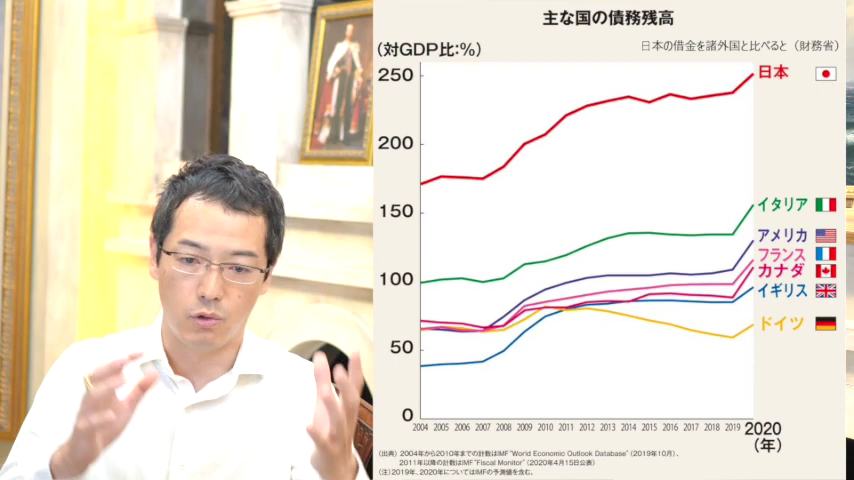 主な国の債務残高
(対GDP比:%)
日本の借金を諸外国と比べると（財務省）
250
200
150
100
50
0
日本
イタリア
アメリカ
フランス
カナダ
イギリス
ドイツ
2004 2005 2006 2007 2008 2009 2010 2011 2012 2013 2014 2015 2016 2017 2018 2019 2020
(年)
(出典) 2004年から2010年までの計数はIMF"World Economic Outlook Database"（2019年10月）、
2011年以降の計数はIMF"Fiscal Monitor"（2020年4月15日公表）
(注) 2019年、2020年についてはIMFの予測値を含む。